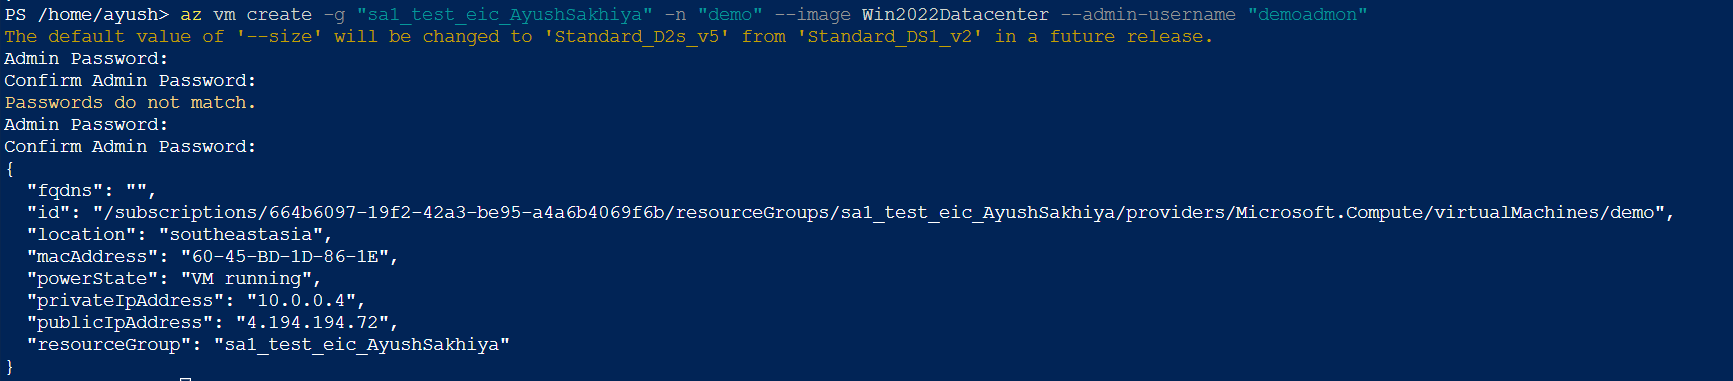 PS /home/ayush> az vm create -g "sa1_test_eic_AyushSakhiya" -n "demo" --image Win2022Datacenter --admin-username "demoadmon"
The default value of '--size' will be changed to 'Standard_D2s_v5' from 'Standard_DS1_v2' in a future release.
Admin Password:
Confirm Admin Password:
Passwords do not match.
Admin Password:
Confirm Admin Password:
{
  "fqdns": "",
  "id": "/subscriptions/664b6097-19f2-42a3-be95-a4a6b4069f6b/resourceGroups/sa1_test_eic_AyushSakhiya/providers/Microsoft.Compute/virtualMachines/demo",
  "location": "southeastasia",
  "macAddress": "60-45-BD-1D-86-1E",
  "powerState": "VM running",
  "privateIpAddress": "10.0.0.4",
  "publicIpAddress": "4.194.194.72",
  "resourceGroup": "sa1_test_eic_AyushSakhiya"
}